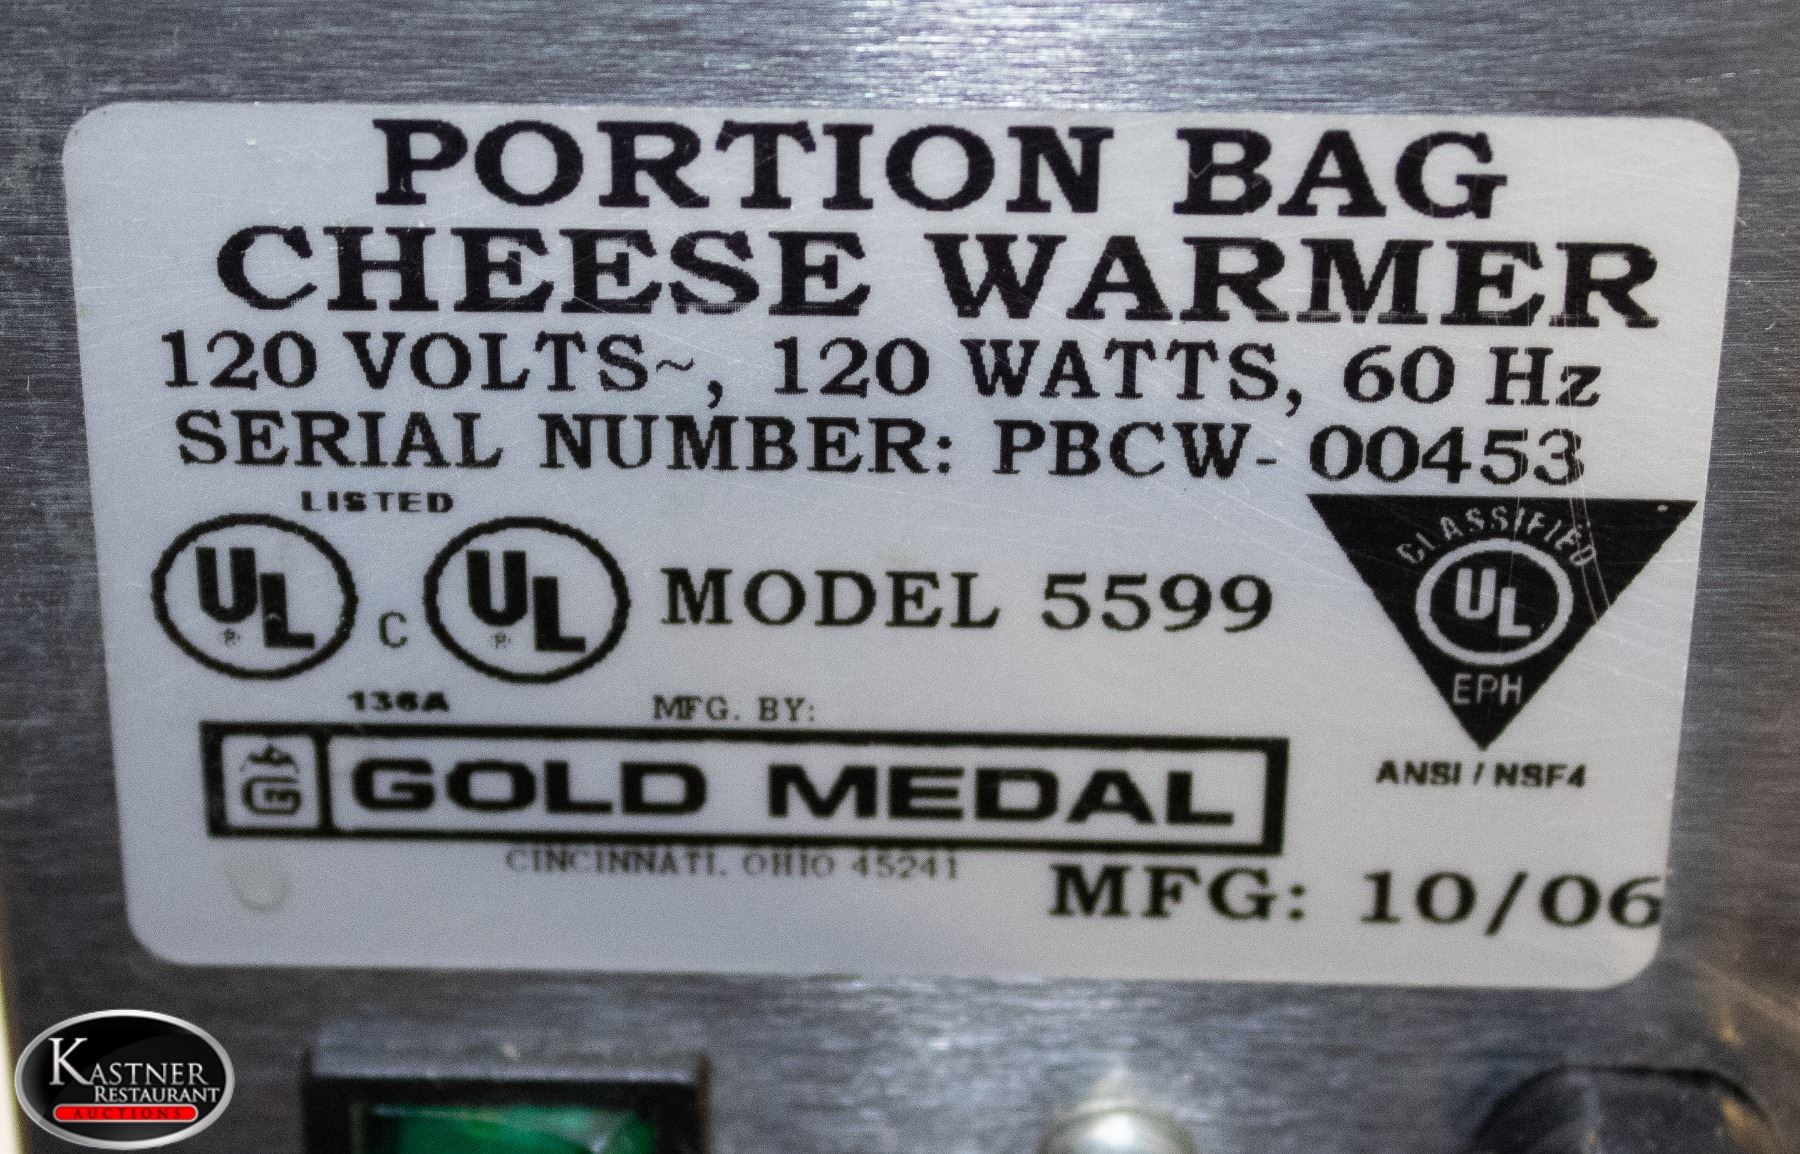 PORTION BAG
CHEESE WARMER
120 VOLTS~, 120 WATTS, 60 Hz
SERIAL NUMBER: PBCW- 00453
LISTED
UL C UL MODEL 5599
136A
CLASSIFIED
UL
EPH
ANSI / NSF4
MFG. BY:
G GOLD MEDAL
CINCINNATI, OHIO 45241
MFG: 10/06
KASTNER
RESTAURANT
AUCTIONS